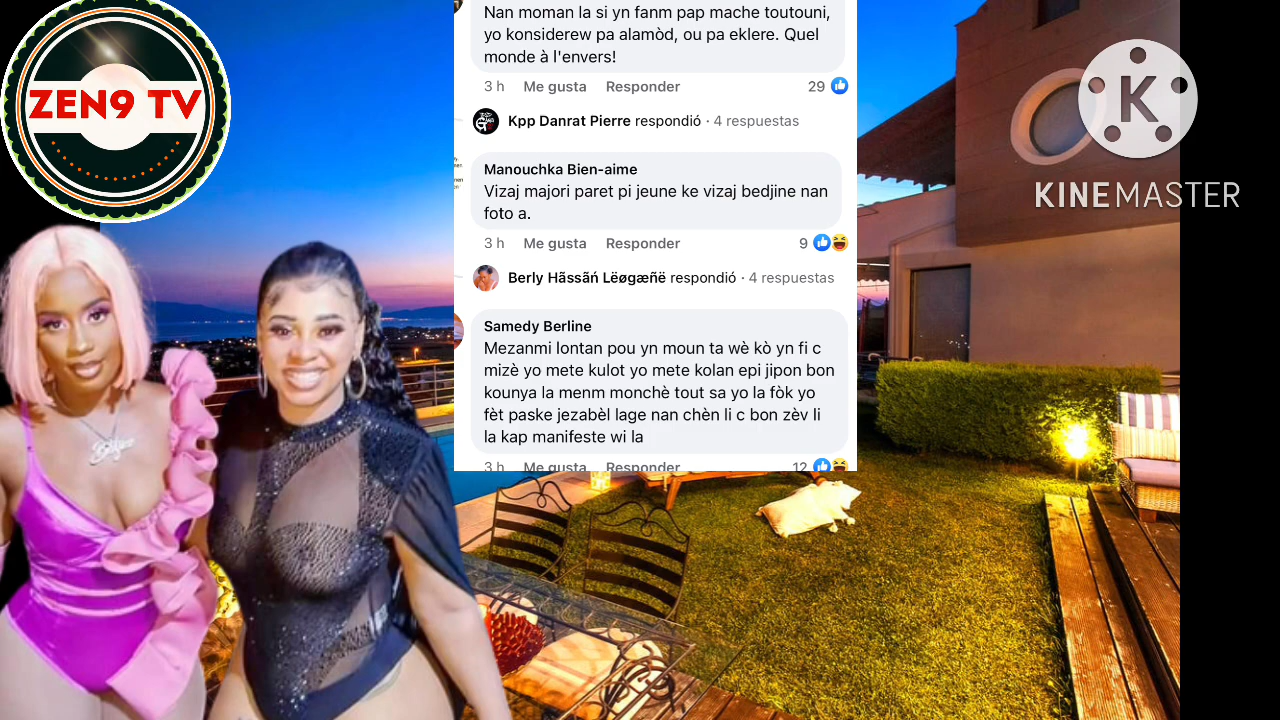 ZEN9 TV
Nan moman la si yn fanm pap mache toutouni,
yo konsiderew pa alamòd, ou pa eklere. Quel
monde à l'envers!
3 h Me gusta Responder 29
Kpp Danrat Pierre respondió · 4 respuestas
Manouchka Bien-aime
Vizaj majori paret pi jeune ke vizaj bedjine nan
foto a.
3 h Me gusta Responder 9
Berly Hãssãn̈ Lëøgæñë respondió · 4 respuestas
Samedy Berline
Mezanmi lontan pou yn moun ta wè kò yn fi c
mizè yo mete kulot yo mete kolan epi jipon bon
kounya la menm monchè tout sa yo la fòk yo
fèt paske jezabèl lage nan chèn li c bon zèv li
la kap manifeste wi la
3 h Me gusta Responder 12
K
KINEMASTER